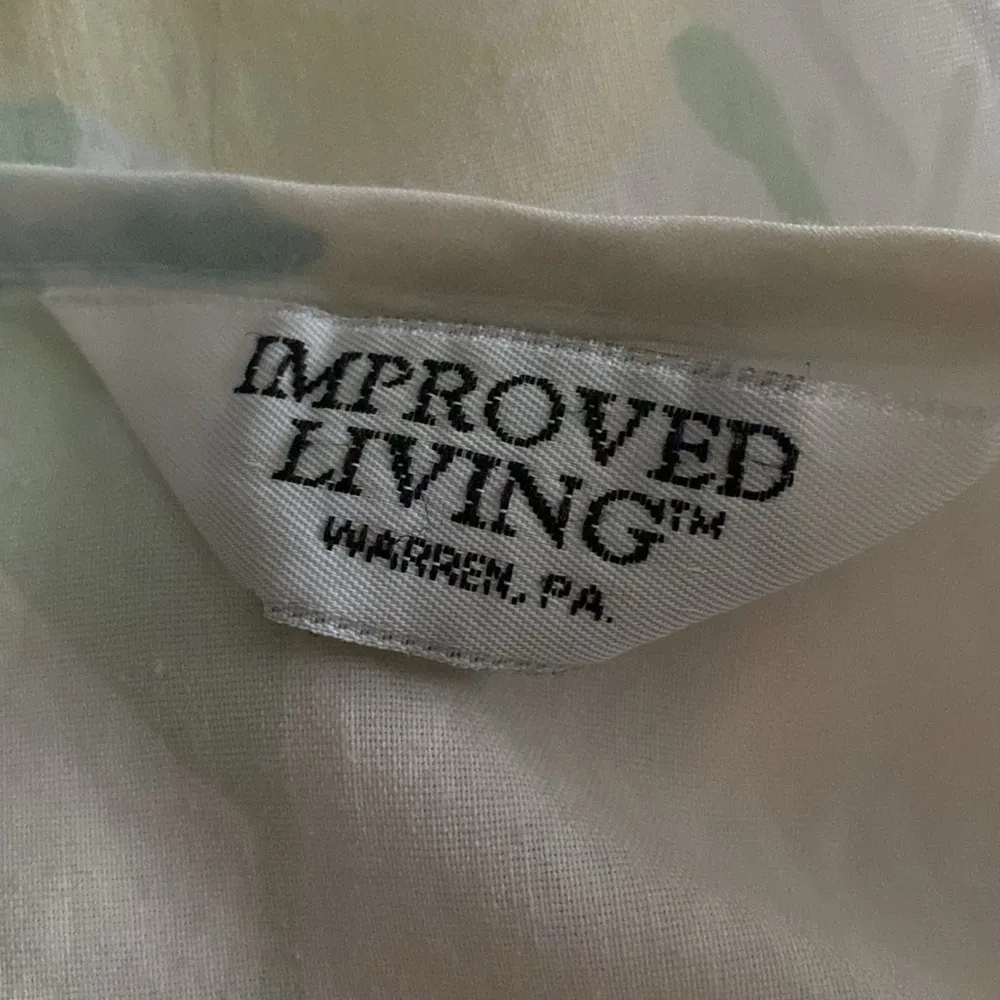 IMPROVED
LIVING™
WARREN, PA.